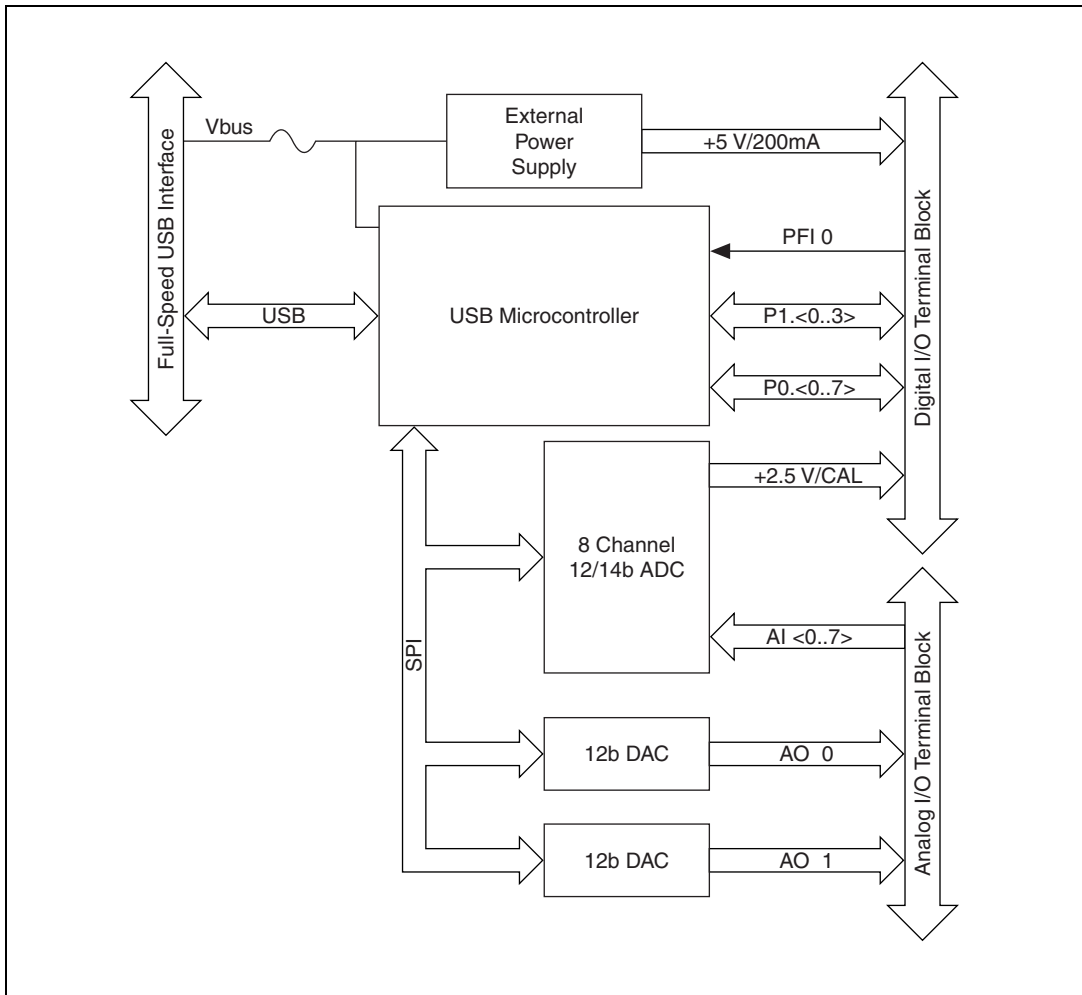 Full-Speed USB Interface
Vbus
External
Power
Supply
+5 V/200mA
Digital I/O Terminal Block
PFI 0
USB
USB Microcontroller
P1.<0..3>
P0.<0..7>
+2.5 V/CAL
8 Channel
12/14b ADC
SPI
AI <0..7>
Analog I/O Terminal Block
12b DAC
AO 0
12b DAC
AO 1